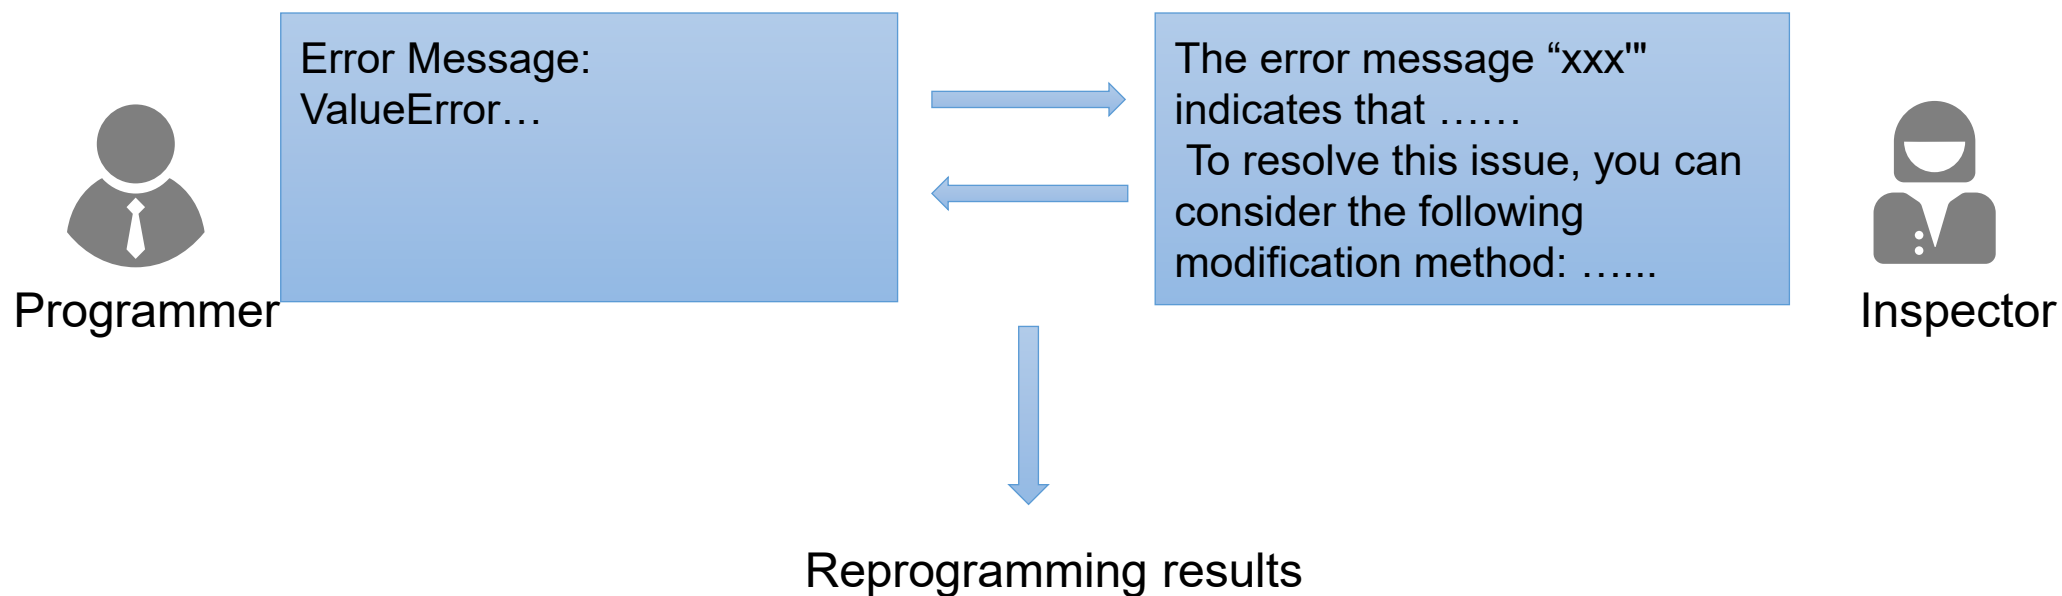 Error Message:
ValueError…
The error message “xxx'"
indicates that ……
To resolve this issue, you can
consider the following
modification method: …...
Programmer
Inspector
Reprogramming results